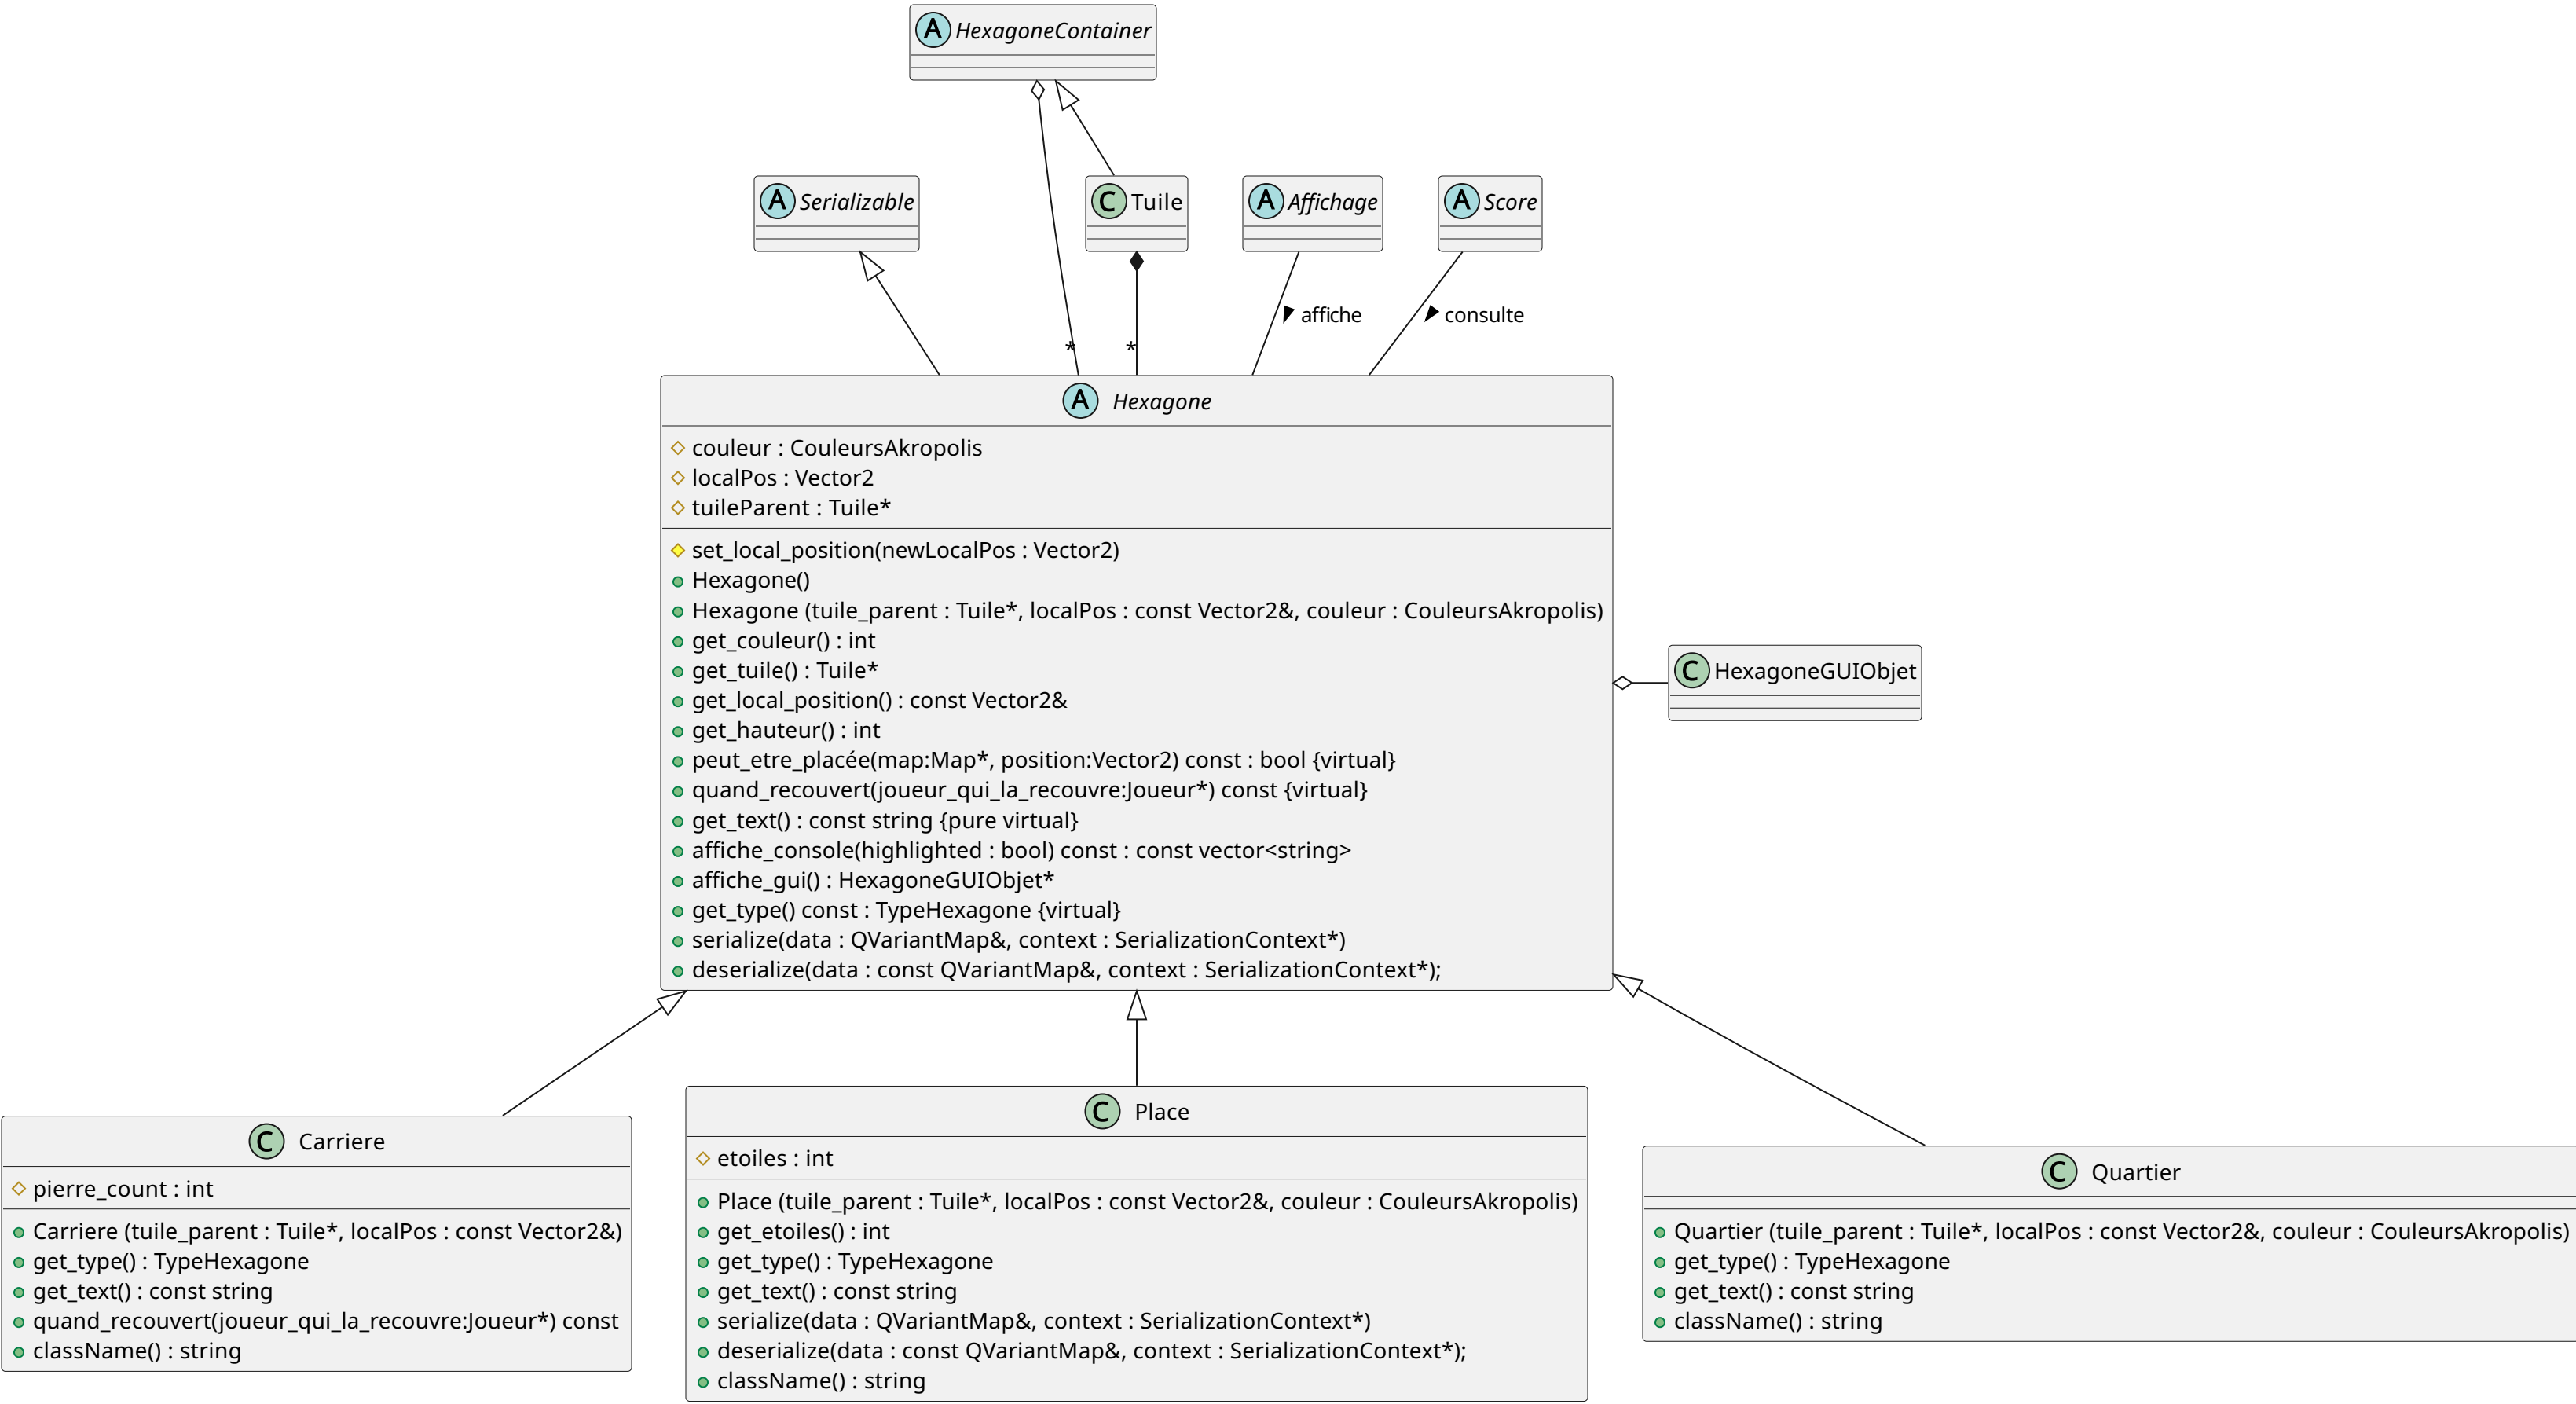 A HexagoneContainer
A Serializable
C Tuile
A Affichage
A Score
affiche
consulte
*
*
A Hexagone
couleur : CouleursAkropolis
localPos : Vector2
tuileParent : Tuile*
set_local_position(newLocalPos : Vector2)
Hexagone()
Hexagone (tuile_parent : Tuile*, localPos : const Vector2&, couleur : CouleursAkropolis)
get_couleur() : int
get_tuile() : Tuile*
get_local_position() : const Vector2&
get_hauteur() : int
peut_etre_placée(map:Map*, position:Vector2) const : bool {virtual}
quand_recouvert(joueur_qui_la_recouvre:Joueur*) const {virtual}
get_text() : const string {pure virtual}
affiche_console(highlighted : bool) const : const vector<string>
affiche_gui() : HexagoneGUIObjet*
get_type() const : TypeHexagone {virtual}
serialize(data : QVariantMap&, context : SerializationContext*)
deserialize(data : const QVariantMap&, context : SerializationContext*);
C HexagoneGUIObjet
C Carriere
pierre_count : int
Carriere (tuile_parent : Tuile*, localPos : const Vector2&)
get_type() : TypeHexagone
get_text() : const string
quand_recouvert(joueur_qui_la_recouvre:Joueur*) const
className() : string
C Place
etoiles : int
Place (tuile_parent : Tuile*, localPos : const Vector2&, couleur : CouleursAkropolis)
get_etoiles() : int
get_type() : TypeHexagone
get_text() : const string
serialize(data : QVariantMap&, context : SerializationContext*)
deserialize(data : const QVariantMap&, context : SerializationContext*);
className() : string
C Quartier
Quartier (tuile_parent : Tuile*, localPos : const Vector2&, couleur : CouleursAkropolis)
get_type() : TypeHexagone
get_text() : const string
className() : string